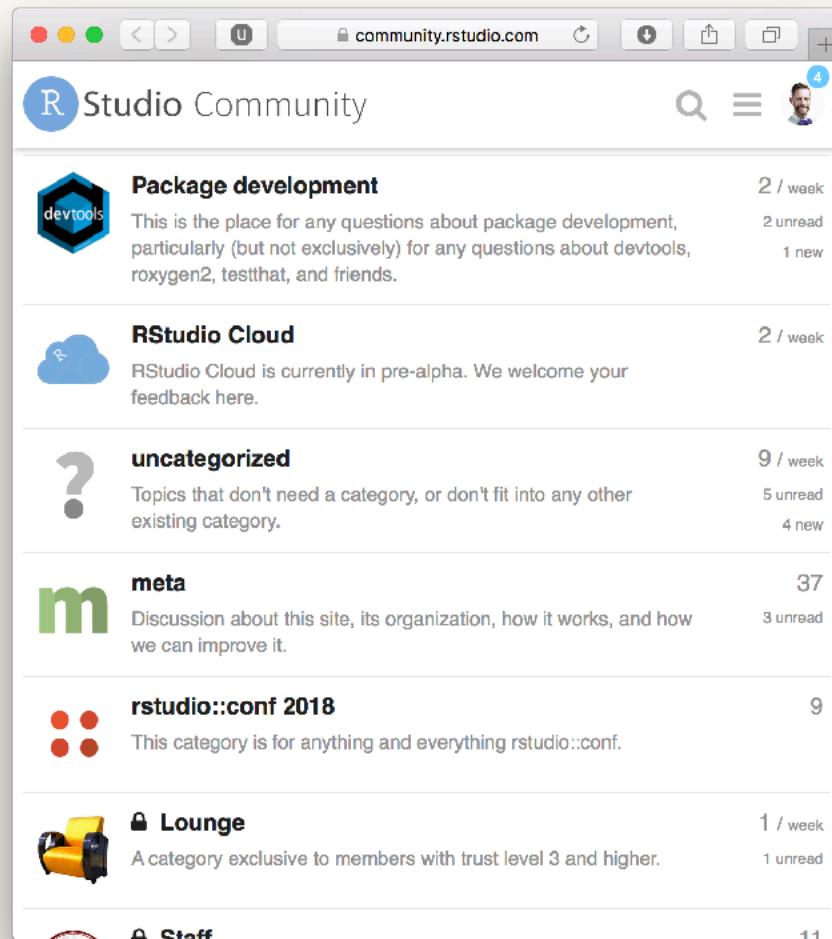 community.rstudio.com
R Studio Community
4
devtools
Package development
2 / week
This is the place for any questions about package development,
2 unread
particularly (but not exclusively) for any questions about devtools,
1 new
roxygen2, testthat, and friends.
R
RStudio Cloud
2 / week
RStudio Cloud is currently in pre-alpha. We welcome your
feedback here.
?
uncategorized
9 / week
Topics that don't need a category, or don't fit into any other
5 unread
existing category.
4 new
m
meta
37
Discussion about this site, its organization, how it works, and how
3 unread
we can improve it.
rstudio::conf 2018
9
This category is for anything and everything rstudio::conf.
Lounge
1 / week
A category exclusive to members with trust level 3 and higher.
1 unread
Staff
11